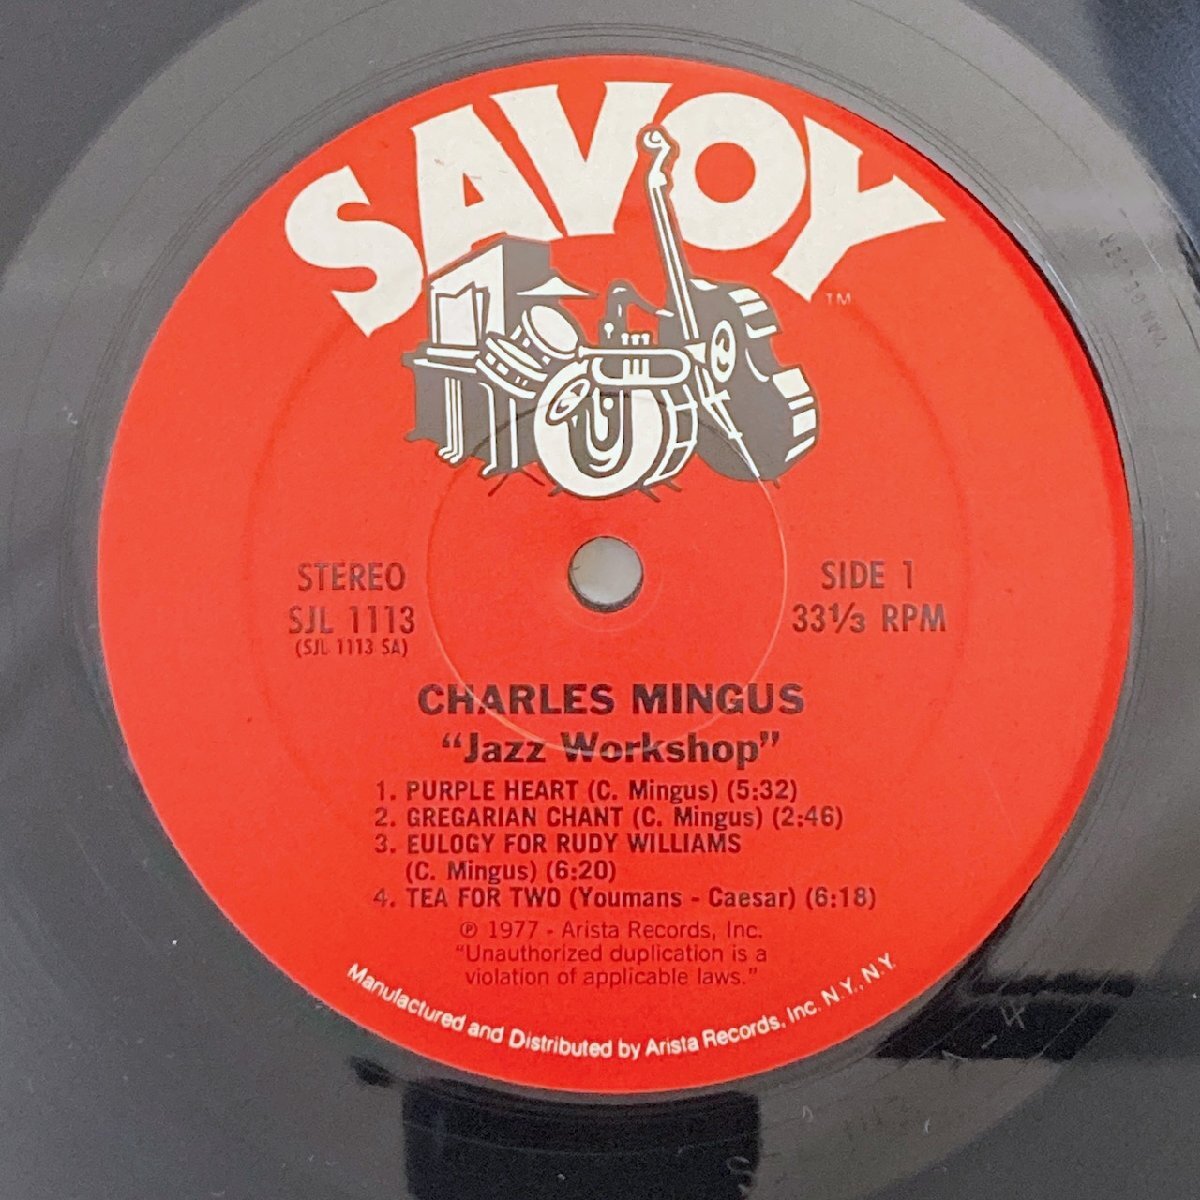 SAVOY
TM
STEREO
SJL 1113
(SJL 1113 SA)
SIDE 1
33⅓ RPM
CHARLES MINGUS
"Jazz Workshop"
1. PURPLE HEART (C. Mingus) (5:32)
2. GREGARIAN CHANT (C. Mingus) (2:46)
3. EULOGY FOR RUDY WILLIAMS
(C. Mingus) (6:20)
4. TEA FOR TWO (Youmans - Caesar) (6:18)
℗ 1977 - Arista Records, Inc.
"Unauthorized duplication is a
violation of applicable laws."
Manufactured and Distributed by Arista Records, Inc. N.Y., N.Y.